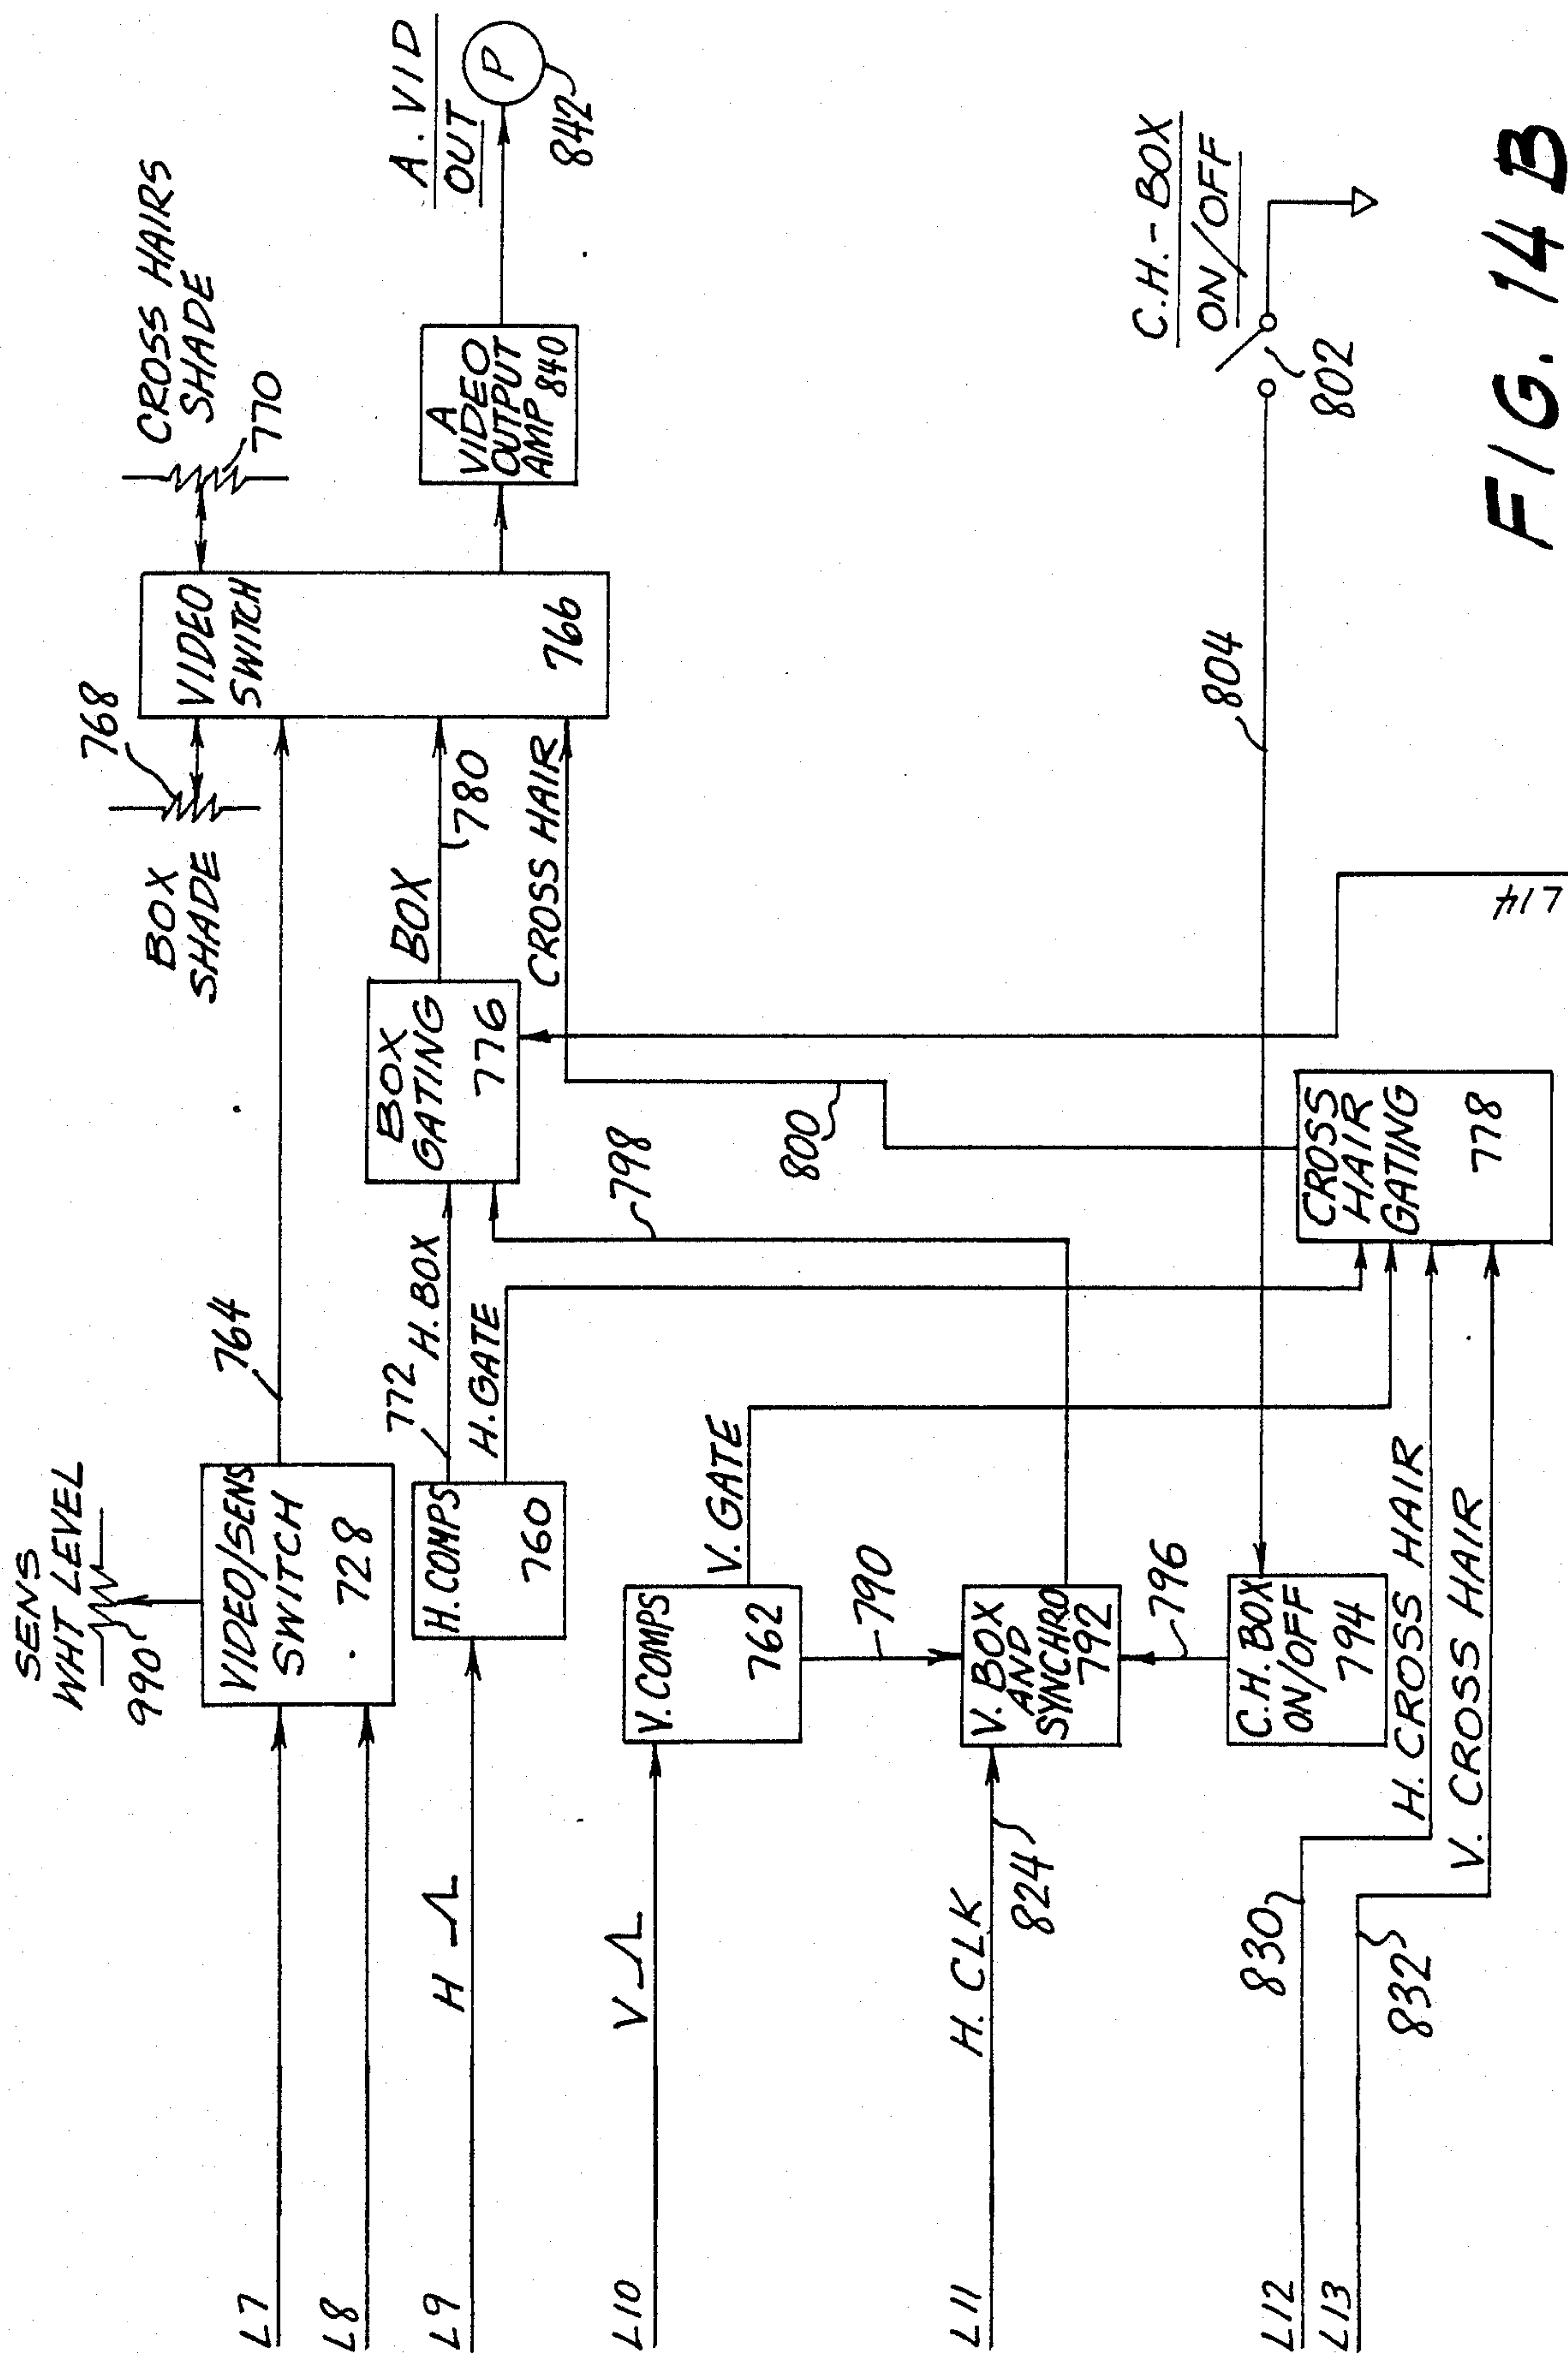 SENS
WHT LEVEL
990
L7
L8
VIDEO/SENS
SWITCH
728
764
BOX
SHADE
768
VIDEO
SWITCH
766
CROSS HAIRS
SHADE
770
L9
H
H. COMPS
760
772
H. BOX
H. GATE
BOX
GATING
776
BOX
780
CROSS HAIR
A
VIDEO
OUTPUT
AMP 840
A. VID
OUT
P
842
L10
V
V. COMPS
762
V. GATE
790
798
800
L11
H. CLK
824
V. BOX
AND
SYNCHRO
792
796
C.H. BOX
ON/OFF
794
804
802
C.H.-BOX
ON/OFF
L12
830
H. CROSS HAIR
L13
832
V. CROSS HAIR
CROSS
HAIR
GATING
778
L14
FIG. 14B